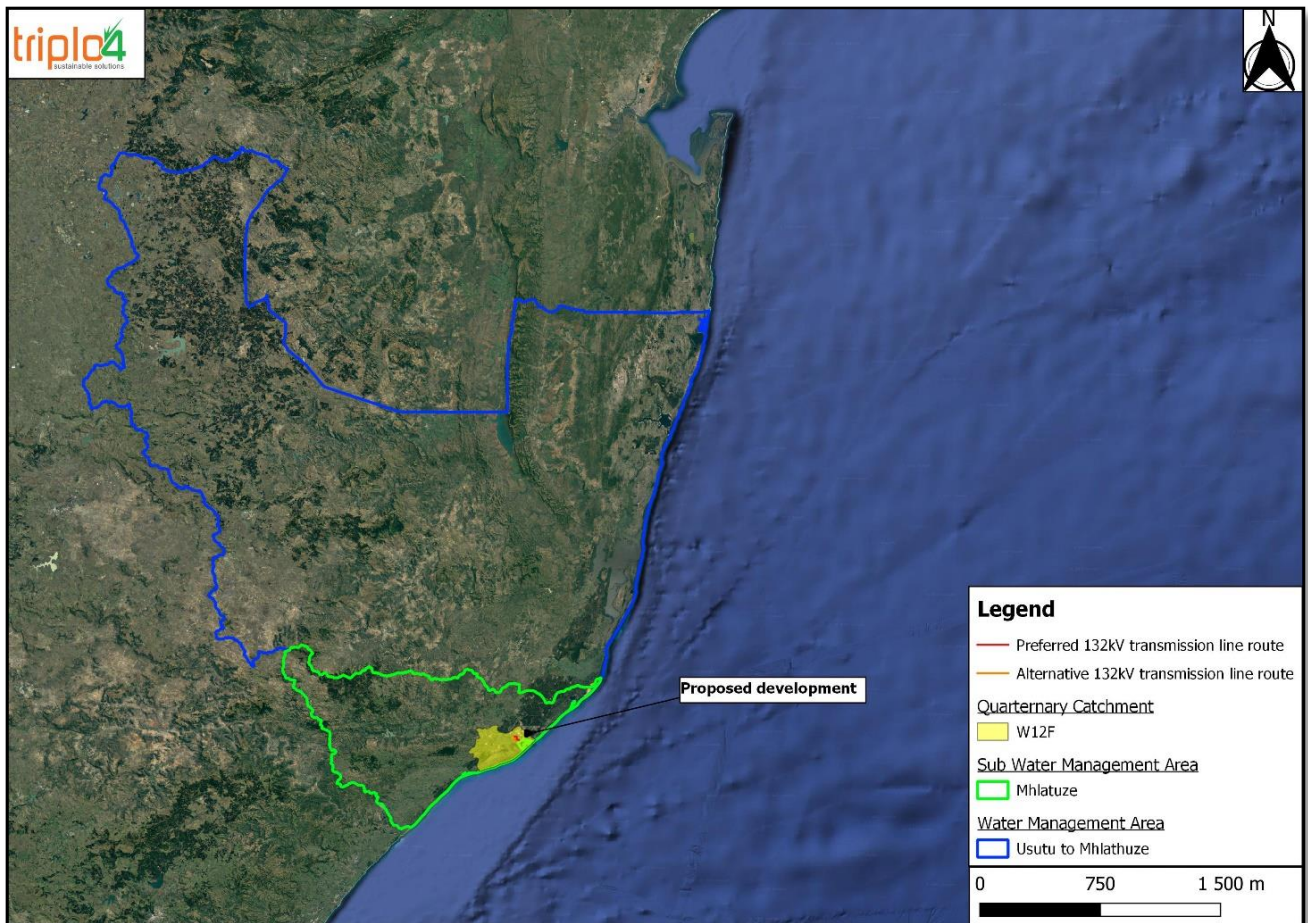 triplo4
sustainable solutions
N
Proposed development
Legend
Preferred 132kV transmission line route
Alternative 132kV transmission line route
Quarternary Catchment
W12F
Sub Water Management Area
Mhlatuze
Water Management Area
Usutu to Mhlathuze
0 750 1 500 m